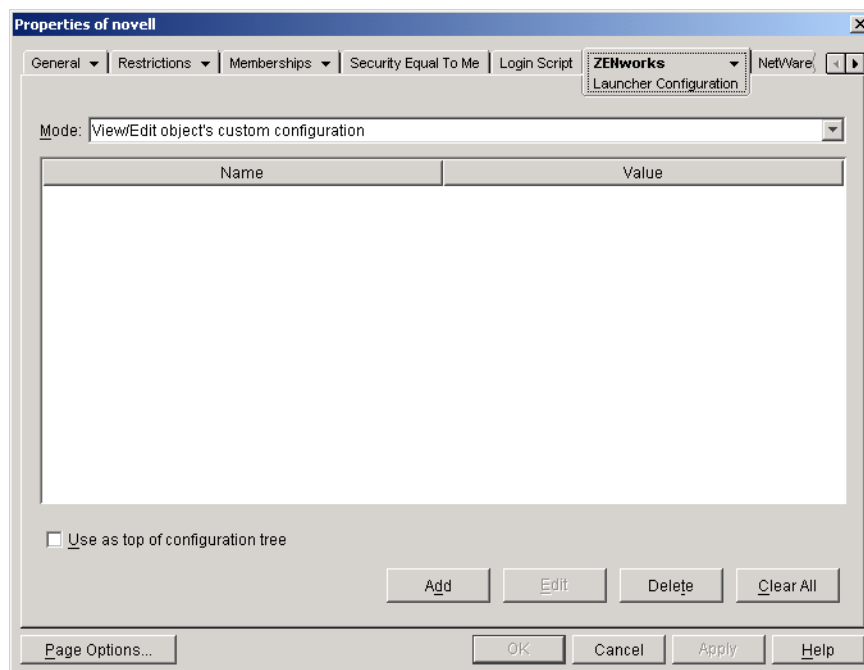 Properties of novell
General Restrictions Memberships Security Equal To Me Login Script ZENworks NetWare
Launcher Configuration
Mode: View/Edit object's custom configuration
Name Value
Use as top of configuration tree
Add Edit Delete Clear All
Page Options... OK Cancel Apply Help